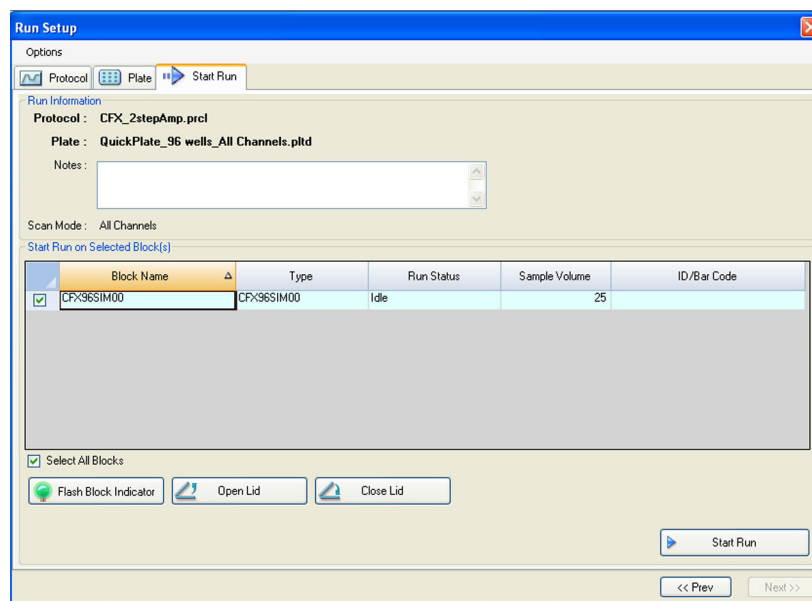 Run Setup
Options
Protocol Plate Start Run
Run Information
Protocol : CFX_2stepAmp.prcl
Plate : QuickPlate_96 wells_All Channels.pltd
Notes :
Scan Mode : All Channels
Start Run on Selected Block(s)
Block Name Type Run Status Sample Volume ID/Bar Code
CFX96SIM00 CFX96SIM00 Idle 25
Select All Blocks
Flash Block Indicator Open Lid Close Lid
Start Run
<< Prev Next >>